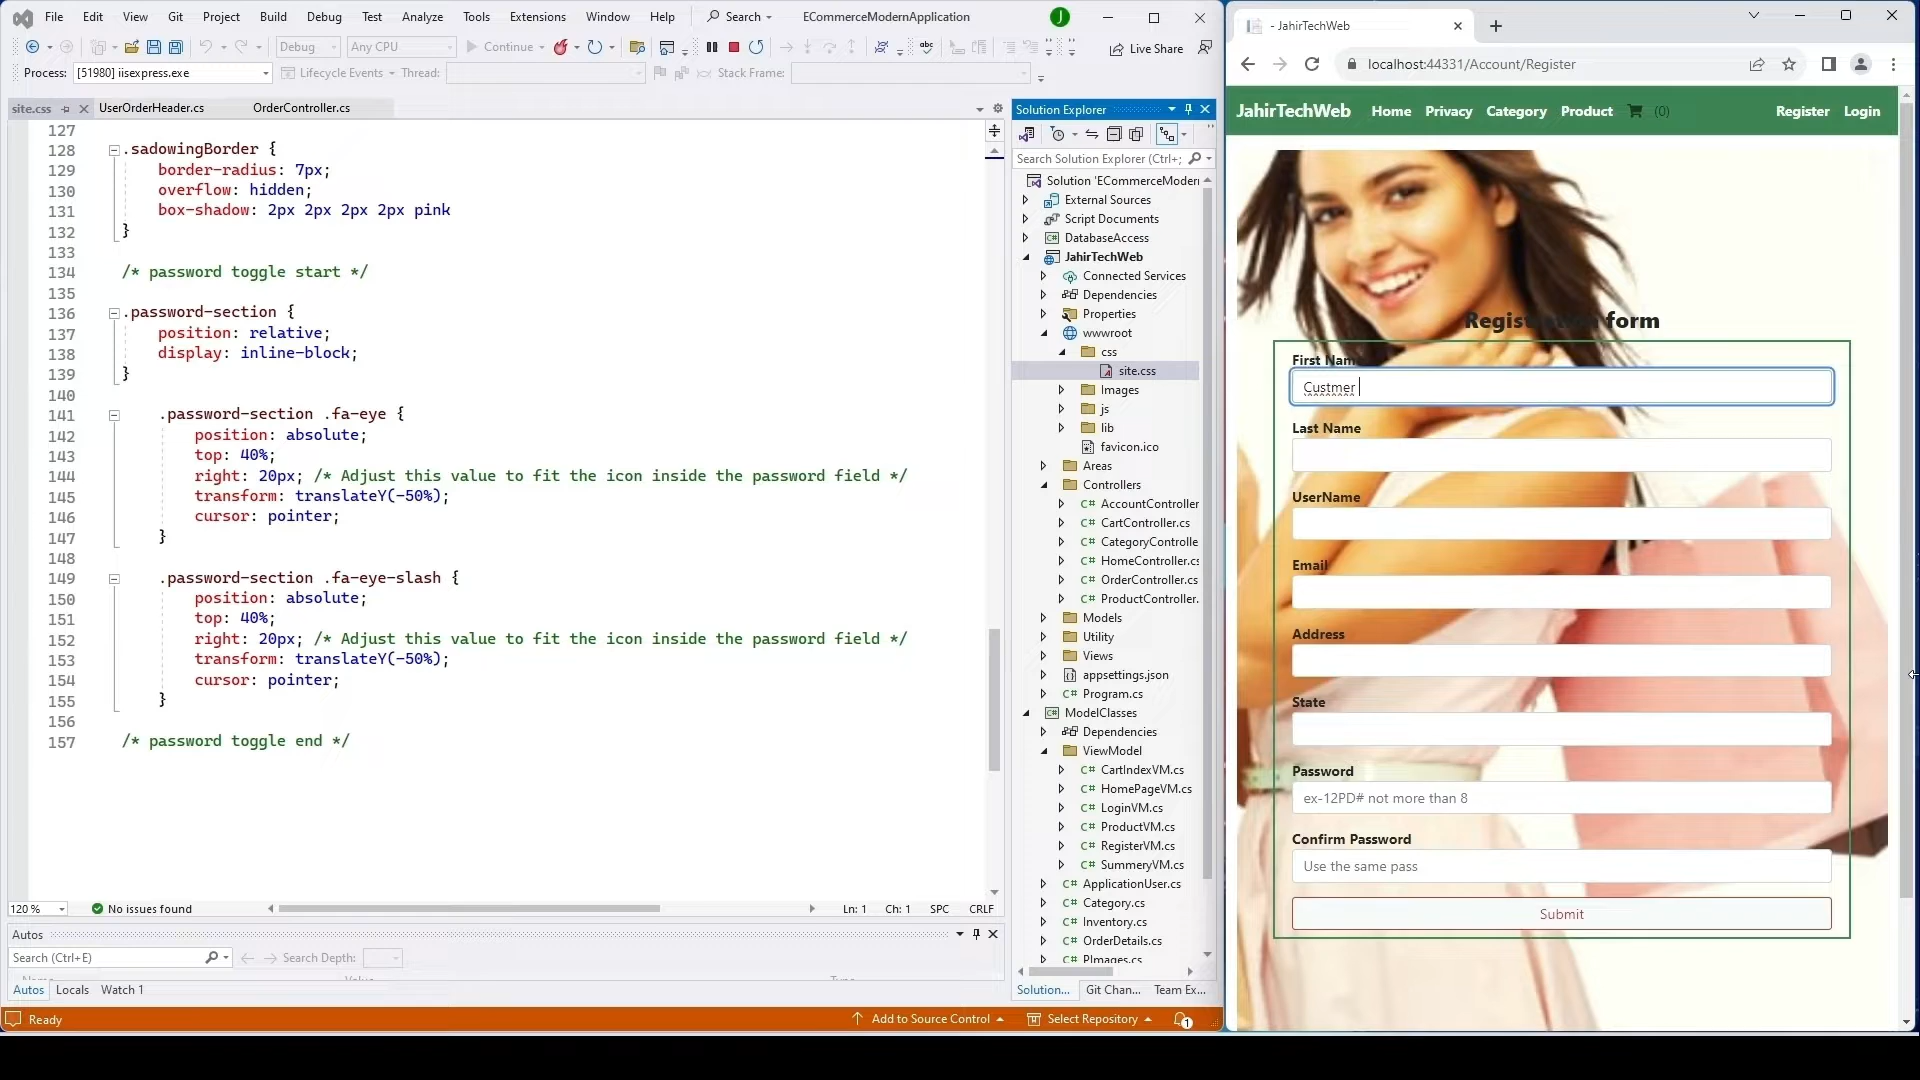 File Edit View Git Project Build Debug Test Analyze Tools Extensions Window Help Search ECommerceModernApplication J
Debug Any CPU Continue Live Share
Process: [51980] iisexpress.exe Lifecycle Events Thread: Stack Frame:
site.css UserOrderHeader.cs OrderController.cs
127
128 .sadowingBorder {
129 border-radius: 7px;
130 overflow: hidden;
131 box-shadow: 2px 2px 2px 2px pink
132 }
133
134 /* password toggle start */
135
136 .password-section {
137 position: relative;
138 display: inline-block;
139 }
140
141 .password-section .fa-eye {
142 position: absolute;
143 top: 40%;
144 right: 20px; /* Adjust this value to fit the icon inside the password field */
145 transform: translateY(-50%);
146 cursor: pointer;
147 }
148
149 .password-section .fa-eye-slash {
150 position: absolute;
151 top: 40%;
152 right: 20px; /* Adjust this value to fit the icon inside the password field */
153 transform: translateY(-50%);
154 cursor: pointer;
155 }
156
157 /* password toggle end */
120 % No issues found Ln: 1 Ch: 1 SPC CRLF
Autos
Search (Ctrl+E) Search Depth:
Name Value Type
Autos Locals Watch 1
Ready Add to Source Control Select Repository 1
Solution Explorer
Search Solution Explorer (Ctrl+;
Solution 'ECommerceModer
External Sources
Script Documents
DatabaseAccess
JahirTechWeb
Connected Services
Dependencies
Properties
wwwroot
css
site.css
Images
js
lib
favicon.ico
Areas
Controllers
C# AccountController
C# CartController.cs
C# CategoryControlle
C# HomeController.cs
C# OrderController.cs
C# ProductController.
Models
Utility
Views
appsettings.json
C# Program.cs
ModelClasses
Dependencies
ViewModel
C# CartIndexVM.cs
C# HomePageVM.cs
C# LoginVM.cs
C# ProductVM.cs
C# RegisterVM.cs
C# SummeryVM.cs
C# ApplicationUser.cs
C# Category.cs
C# Inventory.cs
C# OrderDetails.cs
C# PImages.cs
Solution... Git Chan... Team Ex...
- JahirTechWeb
localhost:44331/Account/Register
JahirTechWeb Home Privacy Category Product (0) Register Login
Registration form
First Name
Custmer
Last Name
UserName
Email
Address
State
Password
ex-12PD# not more than 8
Confirm Password
Use the same pass
Submit